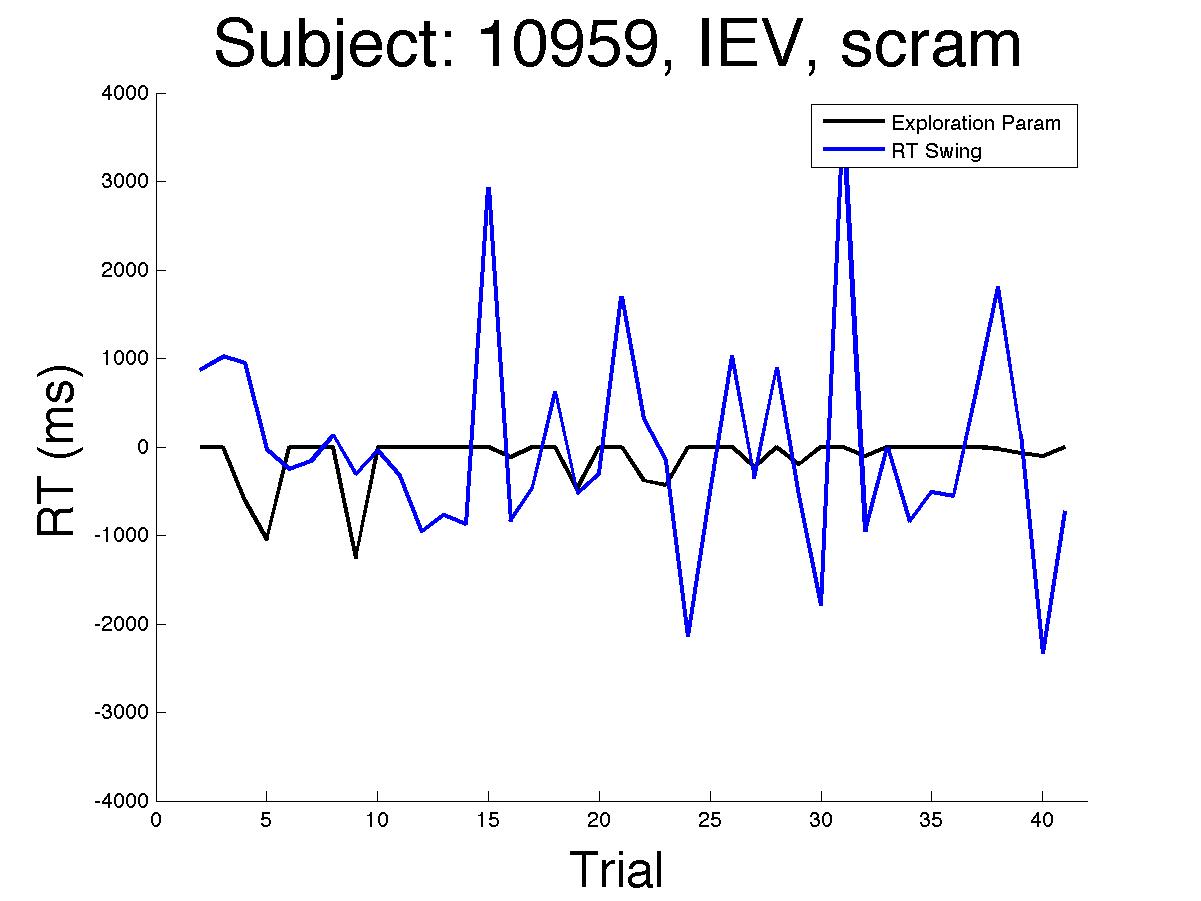 Subject: 10959, IEV, scram
4000
3000
2000
1000
0
-1000
-2000
-3000
-4000
RT (ms)
Exploration Param
RT Swing
0 5 10 15 20 25 30 35 40
Trial